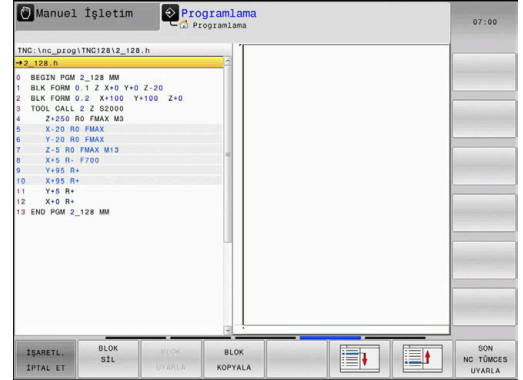 Manuel İşletim
Programlama
Programlama
07:00
TNC:\nc_prog\TNC128\2_128.h
→2_128.h
0 BEGIN PGM 2_128 MM
1 BLK FORM 0.1 Z X+0 Y+0 Z-20
2 BLK FORM 0.2 X+100 Y+100 Z+0
3 TOOL CALL 2 Z S2000
4 Z+250 R0 FMAX M3
5 X-20 R0 FMAX
6 Y-20 R0 FMAX
7 Z-5 R0 FMAX M13
8 X+5 R- F700
9 Y+95 R+
10 X+95 R+
11 Y+5 R+
12 X+0 R+
13 END PGM 2_128 MM
İŞARETL.
İPTAL ET
BLOK
SİL
BLOK
UYARLA
BLOK
KOPYALA
SON
NC TÜMCES
UYARLA